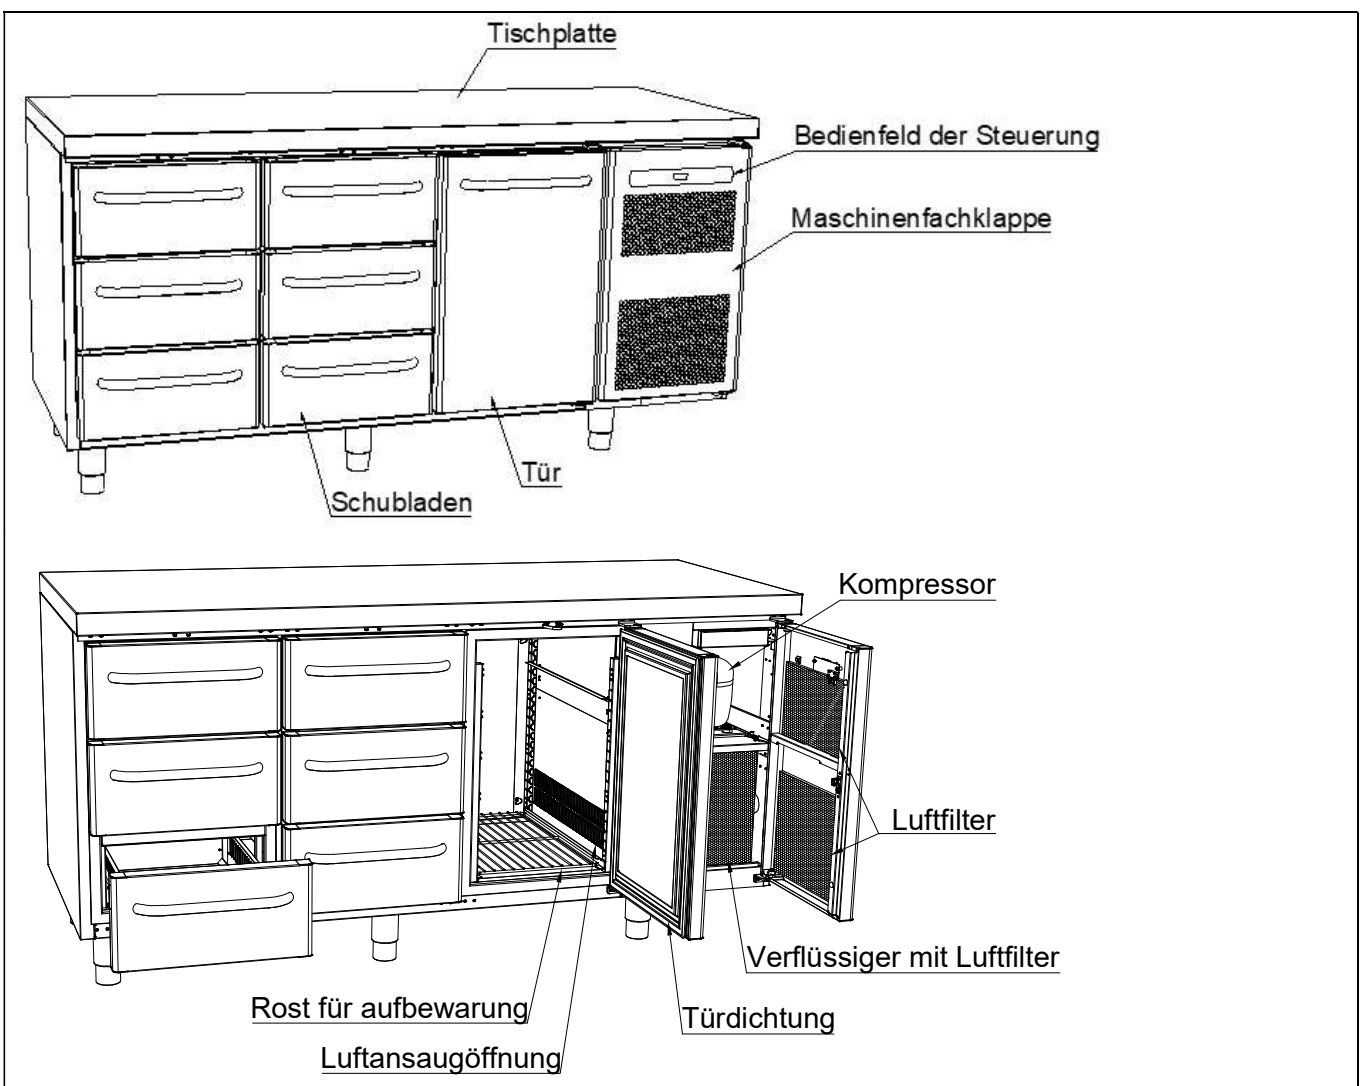 Tischplatte
Bedienfeld der Steuerung
Maschinenfachklappe
Tür
Schubladen
Kompressor
Luftfilter
Verflüssiger mit Luftfilter
Rost für aufbewarung
Türdichtung
Luftansaugöffnung